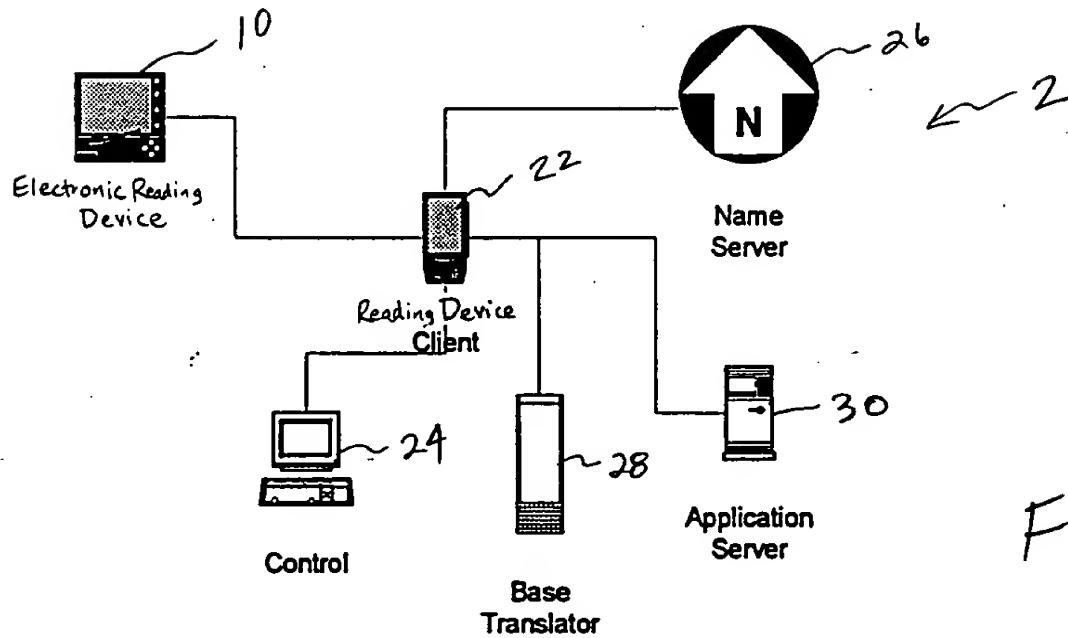 10
26
2
Electronic Reading
Device
22
N
Name
Server
Reading Device
Client
24
28
30
Control
Base
Translator
Application
Server
F